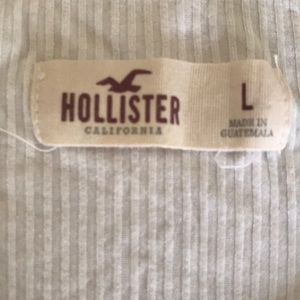 HOLLISTER
CALIFORNIA
L
MADE IN
GUATEMALA